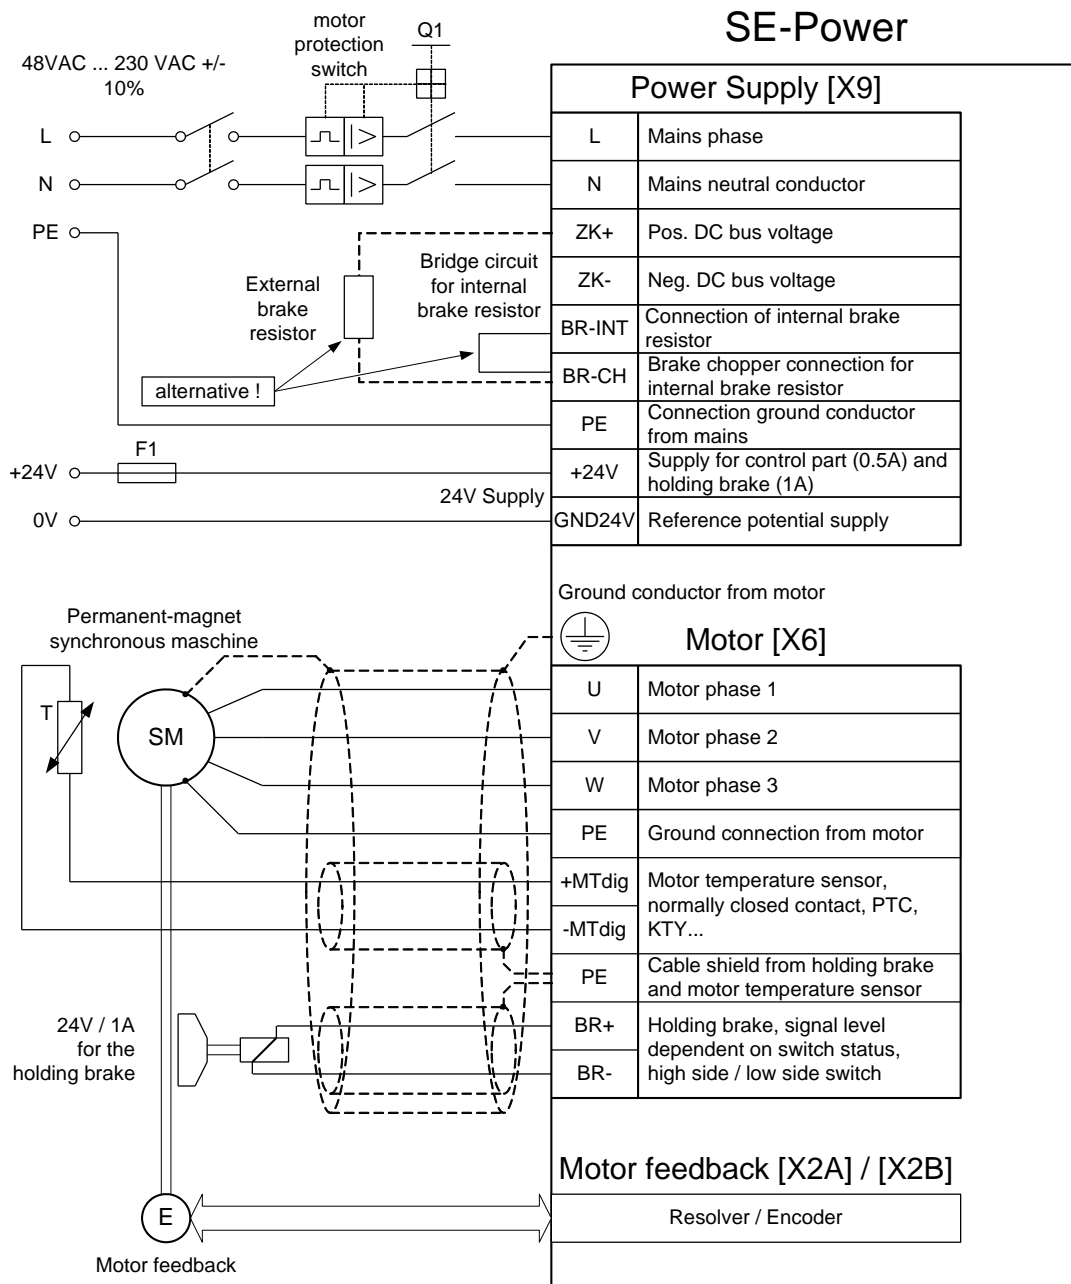 SE-Power
motor
protection
switch
Q1
48VAC ... 230 VAC +/-
10%
Power Supply [X9]
L
L
Mains phase
N
N
Mains neutral conductor
PE
ZK+
Pos. DC bus voltage
External
brake
resistor
Bridge circuit
for internal
brake resistor
ZK-
Neg. DC bus voltage
BR-INT
Connection of internal brake
resistor
alternative !
BR-CH
Brake chopper connection for
internal brake resistor
PE
Connection ground conductor
from mains
+24V
F1
+24V
Supply for control part (0.5A) and
holding brake (1A)
24V Supply
0V
GND24V
Reference potential supply
Ground conductor from motor
Permanent-magnet
synchronous maschine
Motor [X6]
T
SM
U
Motor phase 1
V
Motor phase 2
W
Motor phase 3
PE
Ground connection from motor
+MTdig
-MTdig
Motor temperature sensor,
normally closed contact, PTC,
KTY...
PE
Cable shield from holding brake
and motor temperature sensor
24V / 1A
for the
holding brake
BR+
BR-
Holding brake, signal level
dependent on switch status,
high side / low side switch
Motor feedback [X2A] / [X2B]
E
Resolver / Encoder
Motor feedback